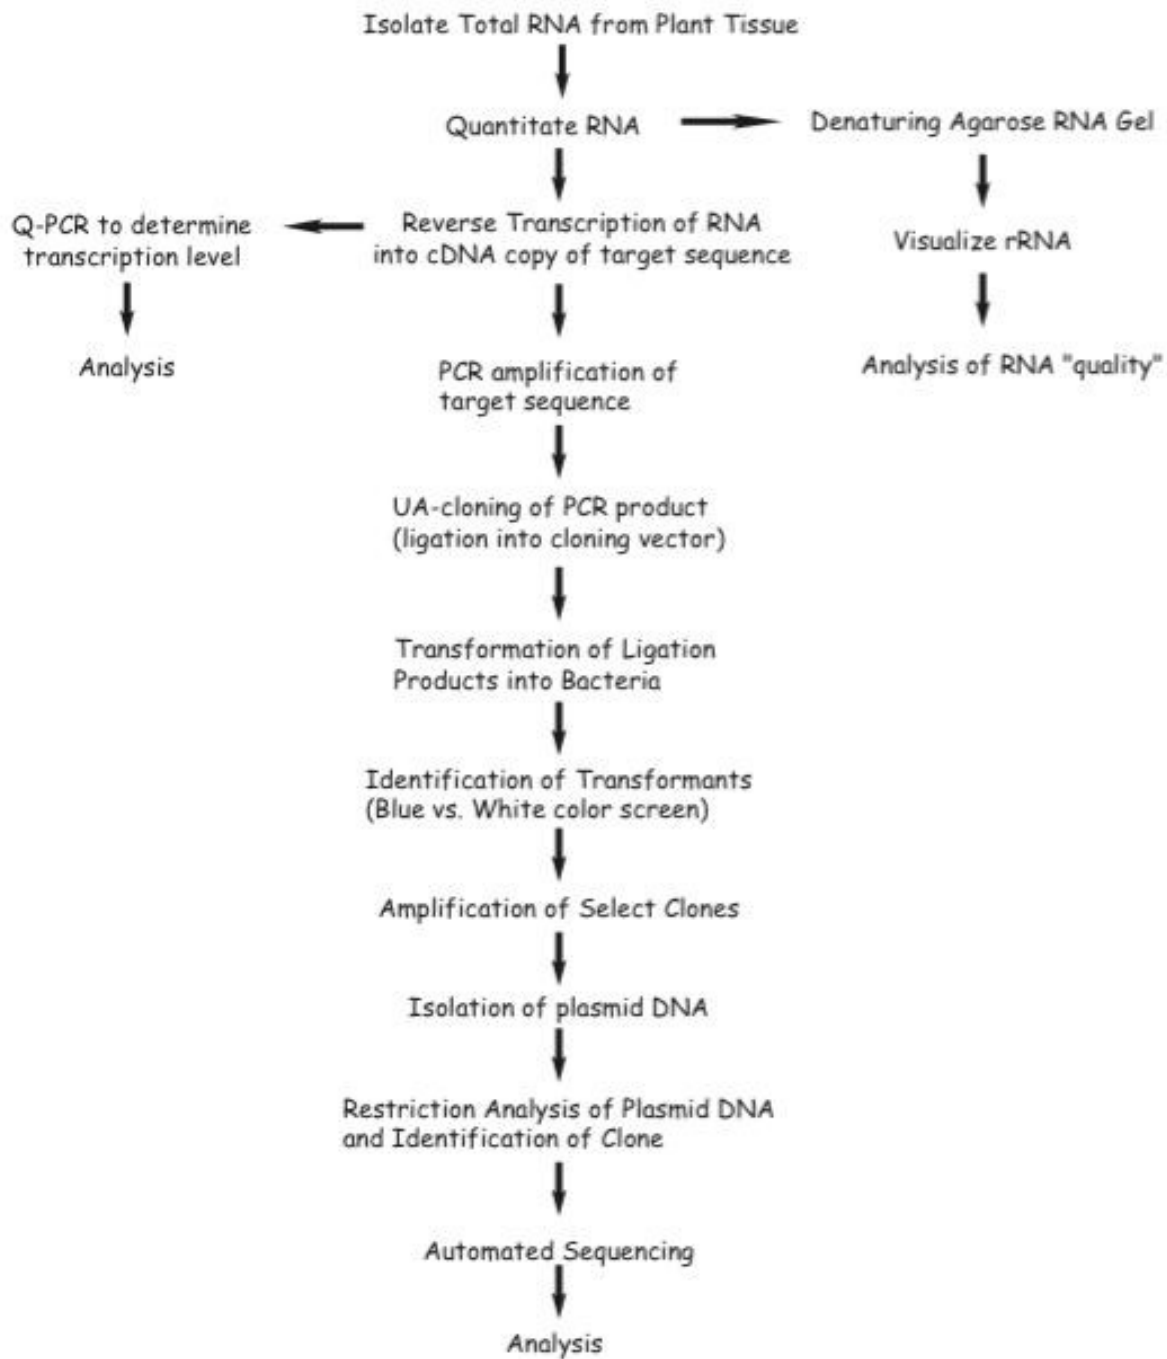 Isolate Total RNA from Plant Tissue
Quantitate RNA
Denaturing Agarose RNA Gel
Q-PCR to determine
transcription level
Reverse Transcription of RNA
into cDNA copy of target sequence
Visualize rRNA
Analysis
PCR amplification of
target sequence
Analysis of RNA "quality"
UA-cloning of PCR product
(ligation into cloning vector)
Transformation of Ligation
Products into Bacteria
Identification of Transformants
(Blue vs. White color screen)
Amplification of Select Clones
Isolation of plasmid DNA
Restriction Analysis of Plasmid DNA
and Identification of Clone
Automated Sequencing
Analysis